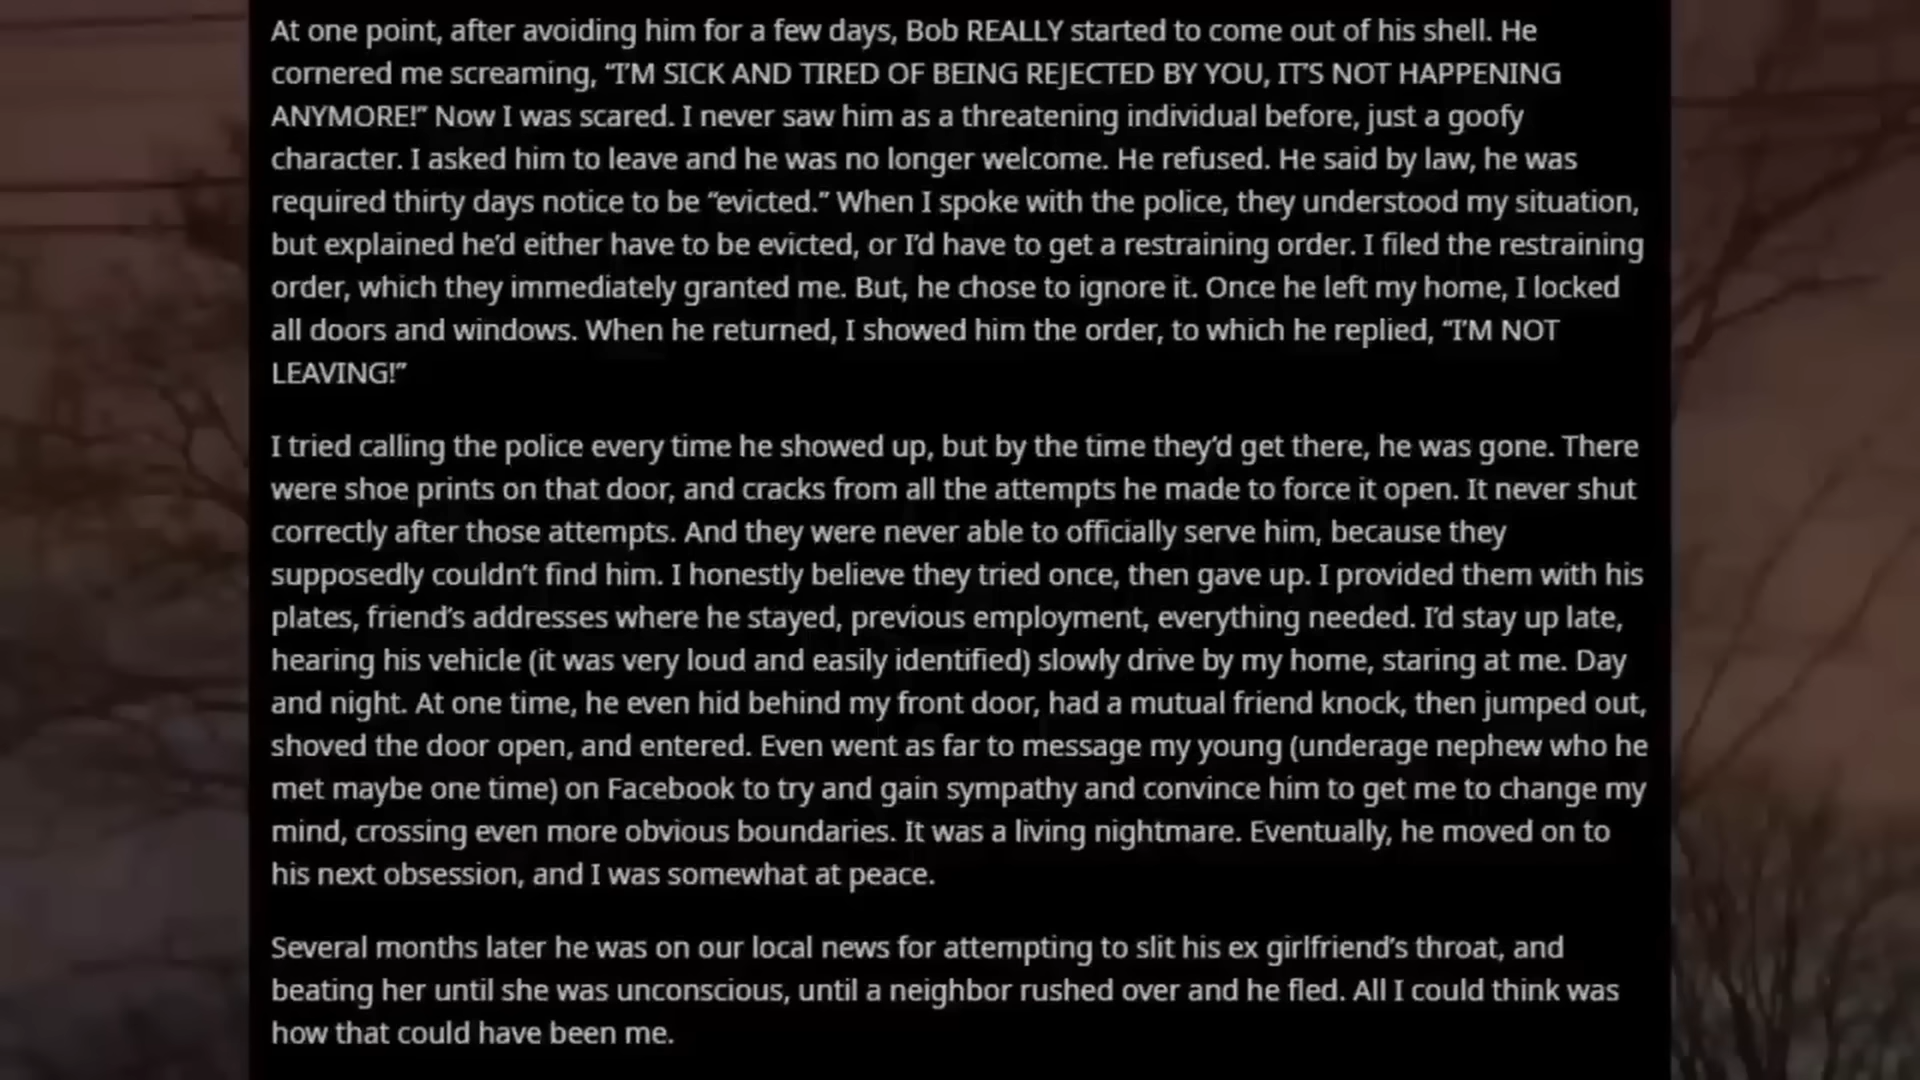 At one point, after avoiding him for a few days, Bob REALLY started to come out of his shell. He
cornered me screaming, “I’M SICK AND TIRED OF BEING REJECTED BY YOU, IT’S NOT HAPPENING
ANYMORE!” Now I was scared. I never saw him as a threatening individual before, just a goofy
character. I asked him to leave and he was no longer welcome. He refused. He said by law, he was
required thirty days notice to be “evicted.” When I spoke with the police, they understood my situation,
but explained he’d either have to be evicted, or I’d have to get a restraining order. I filed the restraining
order, which they immediately granted me. But, he chose to ignore it. Once he left my home, I locked
all doors and windows. When he returned, I showed him the order, to which he replied, “I’M NOT
LEAVING!”
I tried calling the police every time he showed up, but by the time they’d get there, he was gone. There
were shoe prints on that door, and cracks from all the attempts he made to force it open. It never shut
correctly after those attempts. And they were never able to officially serve him, because they
supposedly couldn’t find him. I honestly believe they tried once, then gave up. I provided them with his
plates, friend’s addresses where he stayed, previous employment, everything needed. I’d stay up late,
hearing his vehicle (it was very loud and easily identified) slowly drive by my home, staring at me. Day
and night. At one time, he even hid behind my front door, had a mutual friend knock, then jumped out,
shoved the door open, and entered. Even went as far to message my young (underage nephew who he
met maybe one time) on Facebook to try and gain sympathy and convince him to get me to change my
mind, crossing even more obvious boundaries. It was a living nightmare. Eventually, he moved on to
his next obsession, and I was somewhat at peace.
Several months later he was on our local news for attempting to slit his ex girlfriend’s throat, and
beating her until she was unconscious, until a neighbor rushed over and he fled. All I could think was
how that could have been me.